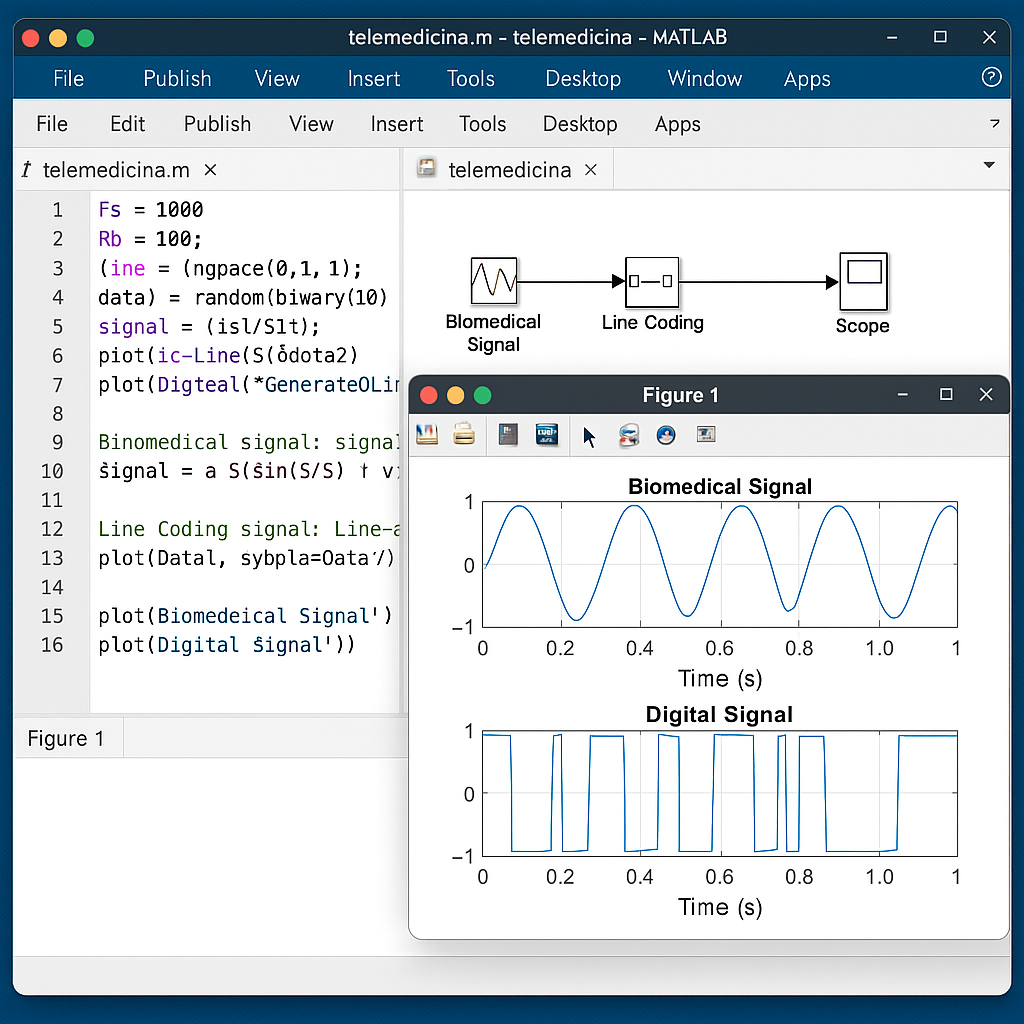 telemedicina.m - telemedicina - MATLAB
File Publish View Insert Tools Desktop Window Apps
File Edit Publish View Insert Tools Desktop Apps
telemedicina.m
telemedicina
1 Fs = 1000
2 Rb = 100;
3 (ine = (ngpace(0,1, 1);
4 data) = random(biwary(10)
5 signal = (isl/S1t);
6 piot(ic-Line(S(δdota2)
7 plot(Digteal(*GenerateOLin
8
9 Binomedical signal: signal
10 ŝignal = a S(ŝin(S/S) † v
11
12 Line Coding signal: Line-a
13 plot(Datal, sybpla=Oata'/)
14
15 plot(Biomedeical Signal')
16 plot(Digital ŝignal'))
Blomedical
Signal
Line Coding
Scope
Figure 1
Figure 1
Biomedical Signal
1
0
−1
0 0.2 0.4 0.6 0.8 1.0 1
Time (s)
Digital Signal
1
0
−1
0 0.2 0.4 0.6 0.8 1.0 1
Time (s)